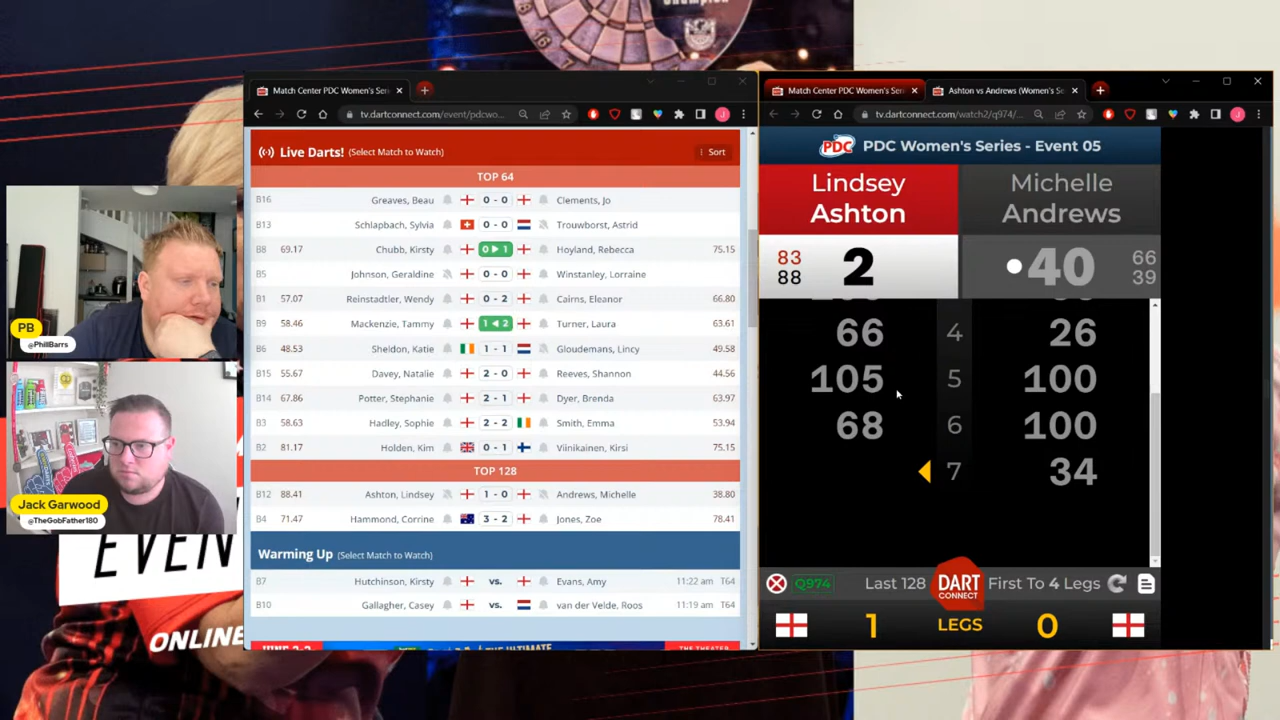 Match Center PDC Women's Seri
tv.dartconnect.com/event/pdcwo...
Live Darts! (Select Match to Watch)
Sort
TOP 64
B16 Greaves, Beau 0 - 0 Clements, Jo
B13 Schlapbach, Sylvia 0 - 0 Trouwborst, Astrid
B8 69.17 Chubb, Kirsty 0 ▶ 1 Hoyland, Rebecca 75.15
B5 Johnson, Geraldine 0 - 0 Winstanley, Lorraine
B1 57.07 Reinstadtler, Wendy 0 - 2 Cairns, Eleanor 66.80
B9 58.46 Mackenzie, Tammy 1 ◀ 2 Turner, Laura 63.61
B6 48.53 Sheldon, Katie 1 - 1 Gloudemans, Lincy 49.58
B15 55.67 Davey, Natalie 2 - 0 Reeves, Shannon 44.56
B14 67.86 Potter, Stephanie 2 - 1 Dyer, Brenda 63.97
B3 58.63 Hadley, Sophie 2 - 2 Smith, Emma 53.94
B2 81.17 Holden, Kim 0 - 1 Viinikainen, Kirsi 75.15
TOP 128
B12 88.41 Ashton, Lindsey 1 - 0 Andrews, Michelle 38.80
B4 71.47 Hammond, Corrine 3 - 2 Jones, Zoe 78.41
Warming Up (Select Match to Watch)
B7 Hutchinson, Kirsty vs. Evans, Amy 11:22 am T64
B10 Gallagher, Casey vs. van der Velde, Roos 11:19 am T64
Match Center PDC Women's Seri
Ashton vs Andrews (Women's Se
tv.dartconnect.com/watch2/q974/...
PDC PDC Women's Series - Event 05
Lindsey
Ashton
Michelle
Andrews
83
88
2
40
66
39
66 4 26
105 5 100
68 6 100
7 34
Q974 Last 128
DART
CONNECT
First To 4 Legs
1 LEGS 0
PB
@PhillBarrs
Jack Garwood
@TheGobFather180
EVEN
ONLINE
16
7